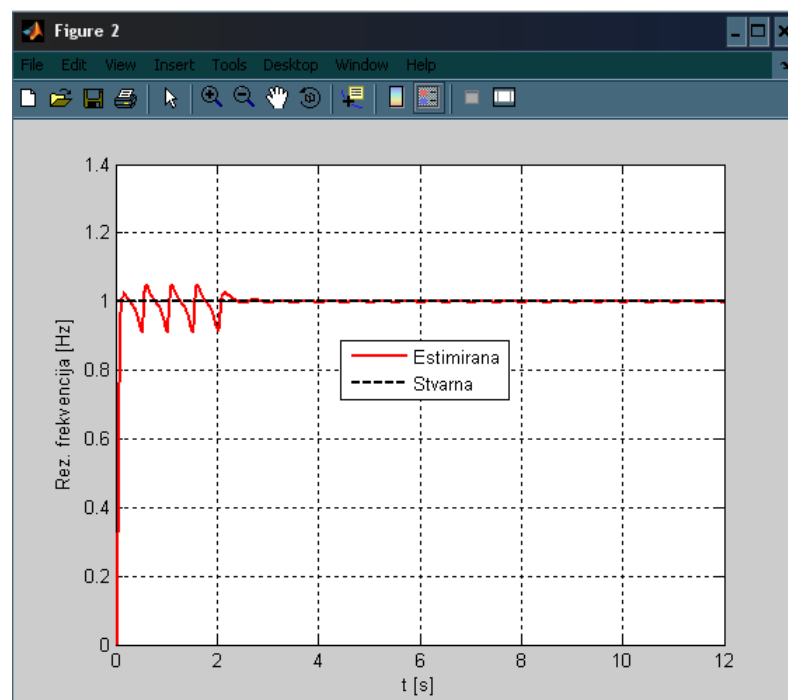 Figure 2
File Edit View Insert Tools Desktop Window Help
1.4
1.2
1
0.8
0.6
0.4
0.2
0
Rez. frekvencija [Hz]
Estimirana
Stvarna
0 2 4 6 8 10 12
t [s]